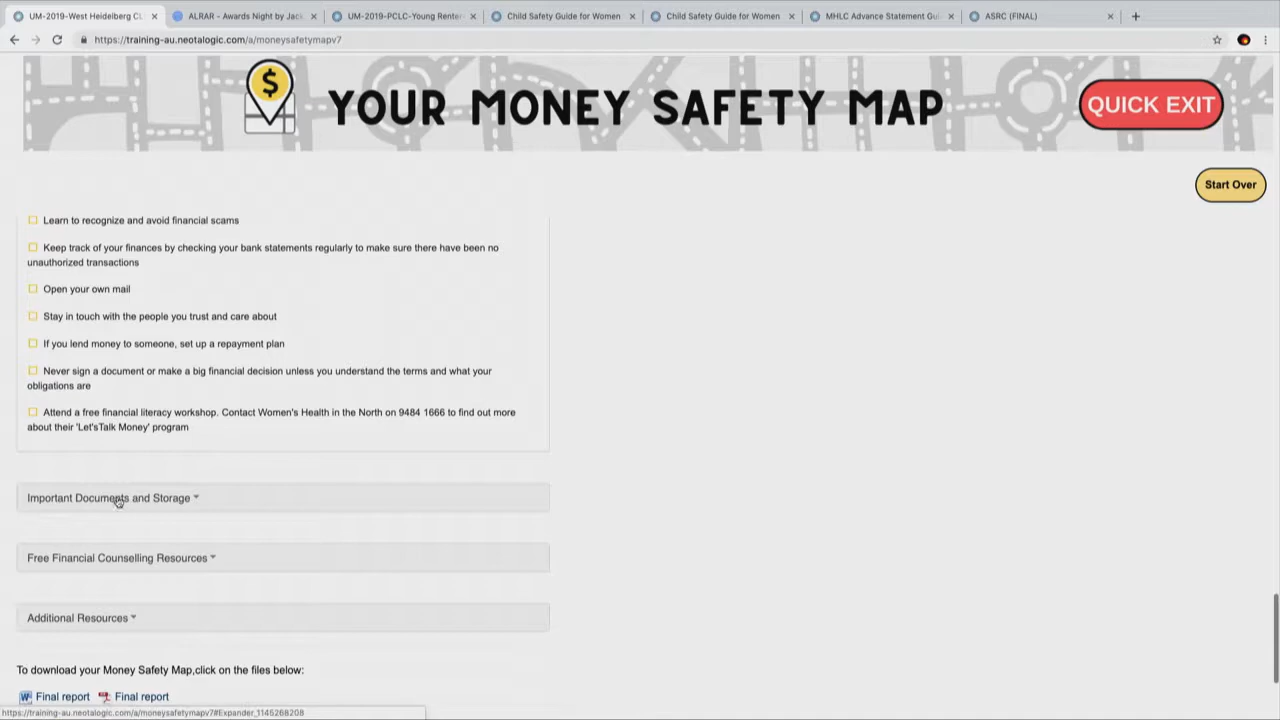 UM-2019-West Heidelberg CL
ALRAR - Awards Night by Jac
UM-2019-PCLC-Young Renter
Child Safety Guide for Women
Child Safety Guide for Women
MHLC Advance Statement Gui
ASRC (FINAL)
https://training-au.neotalogic.com/a/moneysafetymapv7
$
YOUR MONEY SAFETY MAP
QUICK EXIT
Start Over
Learn to recognize and avoid financial scams
Keep track of your finances by checking your bank statements regularly to make sure there have been no
unauthorized transactions
Open your own mail
Stay in touch with the people you trust and care about
If you lend money to someone, set up a repayment plan
Never sign a document or make a big financial decision unless you understand the terms and what your
obligations are
Attend a free financial literacy workshop. Contact Women's Health in the North on 9484 1666 to find out more
about their 'Let'sTalk Money' program
Important Documents and Storage
Free Financial Counselling Resources
Additional Resources
To download your Money Safety Map,click on the files below:
W Final report Final report
https://training-au.neotalogic.com/a/moneysafetymapv7#Expander_1145268208